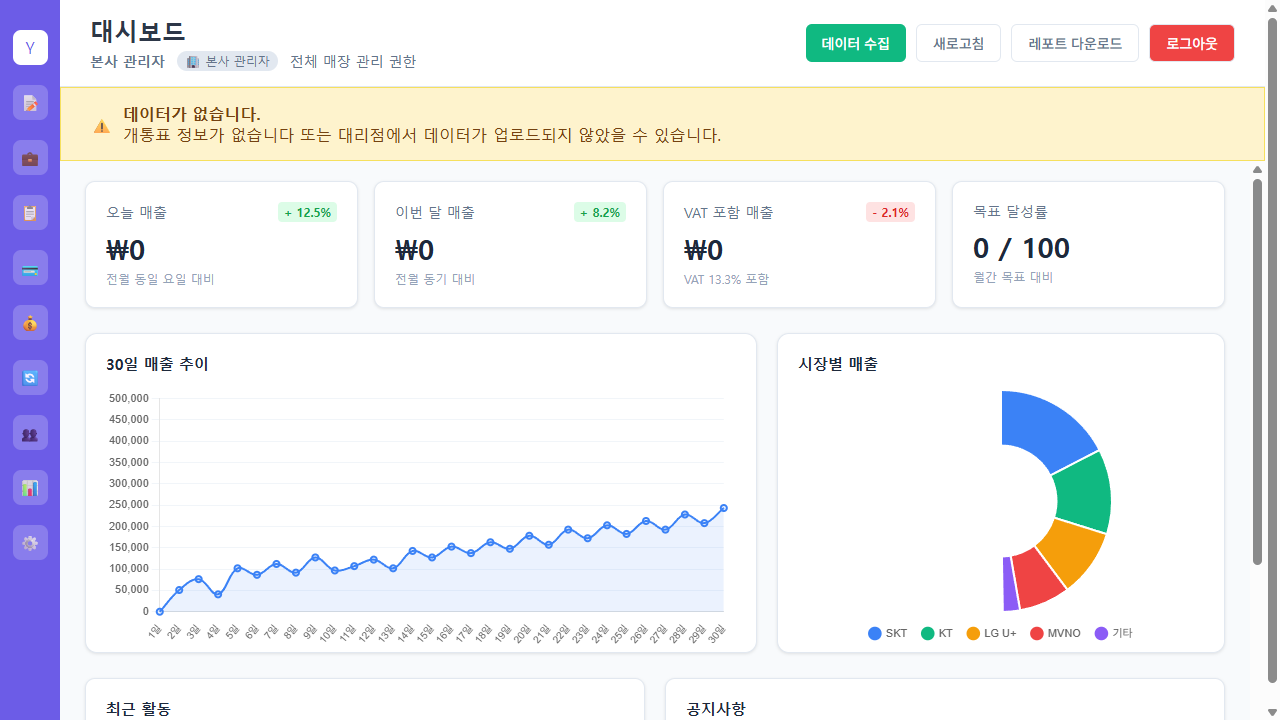 Y
대시보드
본사 관리자 본사 관리자 전체 매장 관리 권한
데이터 수집 새로고침 레포트 다운로드 로그아웃
데이터가 없습니다.
개통표 정보가 없습니다 또는 대리점에서 데이터가 업로드되지 않았을 수 있습니다.
오늘 매출 + 12.5%
₩0
전월 동일 요일 대비
이번 달 매출 + 8.2%
₩0
전월 동기 대비
VAT 포함 매출 - 2.1%
₩0
VAT 13.3% 포함
목표 달성률
0 / 100
월간 목표 대비
30일 매출 추이
500,000
450,000
400,000
350,000
300,000
250,000
200,000
150,000
100,000
50,000
0
1일 2일 3일 4일 5일 6일 7일 8일 9일 10일 11일 12일 13일 14일 15일 16일 17일 18일 19일 20일 21일 22일 23일 24일 25일 26일 27일 28일 29일 30일
시장별 매출
SKT KT LG U+ MVNO 기타
최근 활동
공지사항